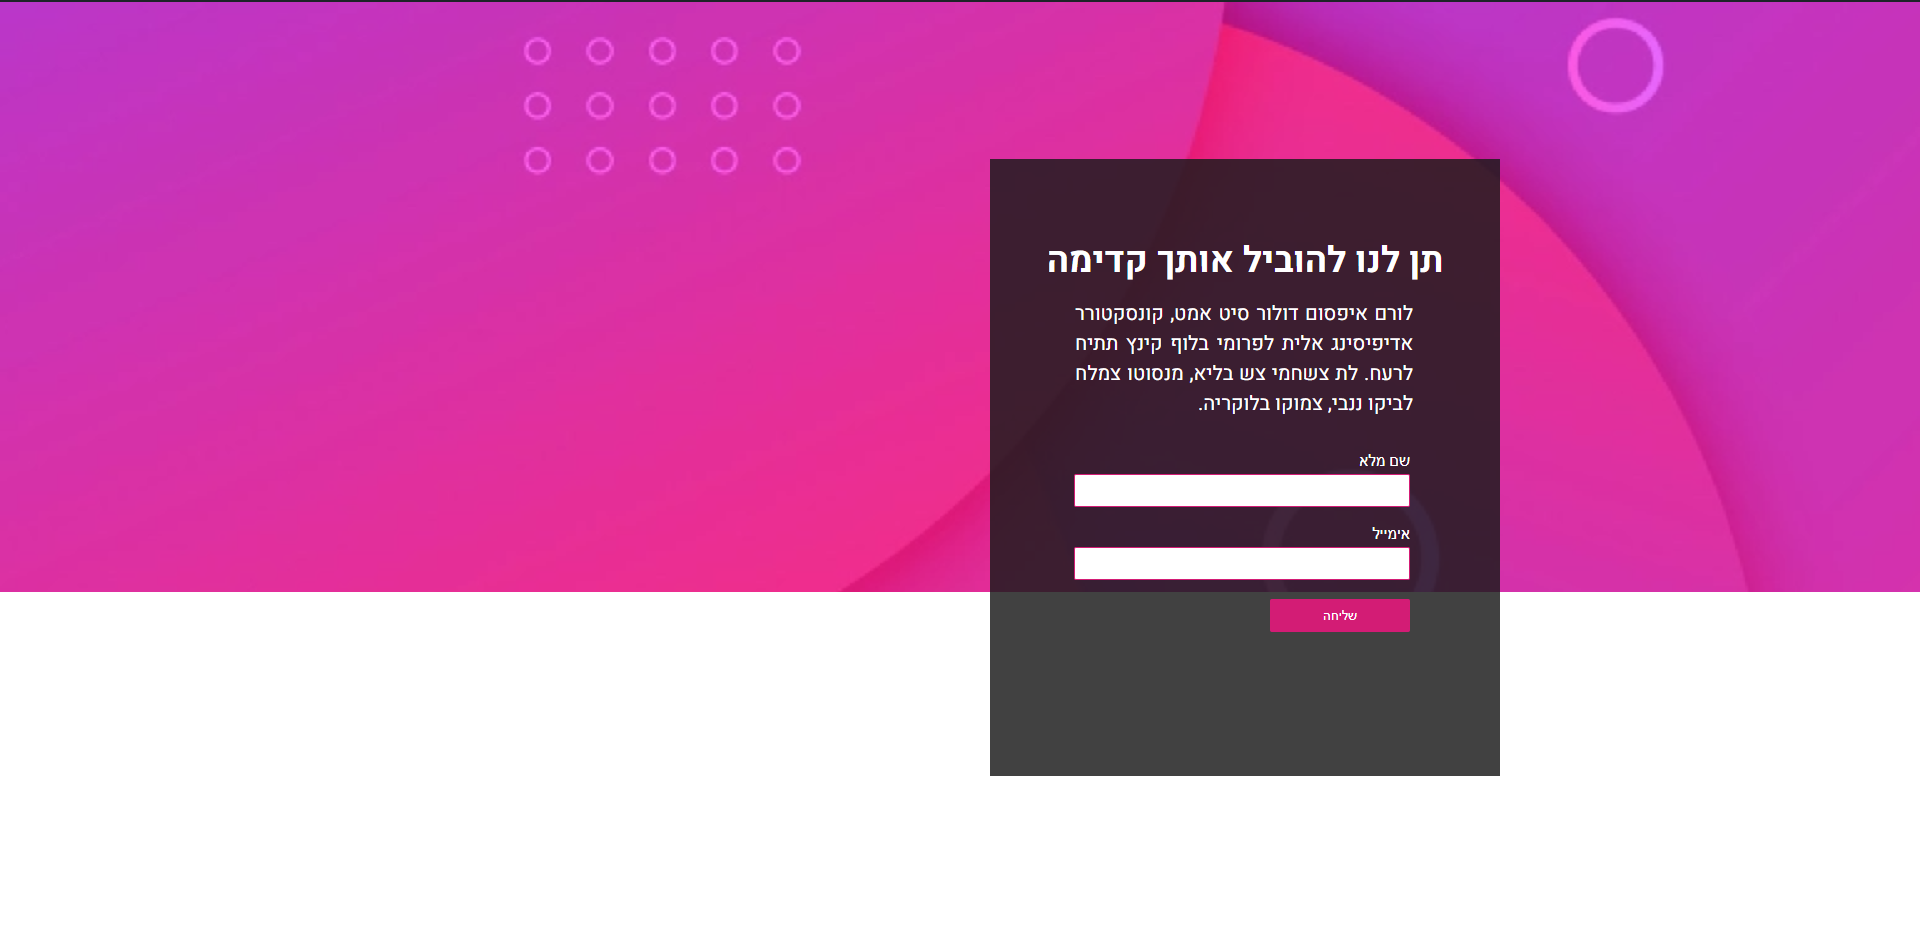 תן לנו להוביל אותך קדימה
לורם איפסום דולור סיט אמט, קונסקטורר
אדיפיסינג אלית לפרומי בלוף קינץ תתיח
לרעח. לת צשחמי צש בליא, מנסוטו צמלח
לביקו ננבי, צמוקו בלוקריה.
שם מלא
אימייל
שליחה